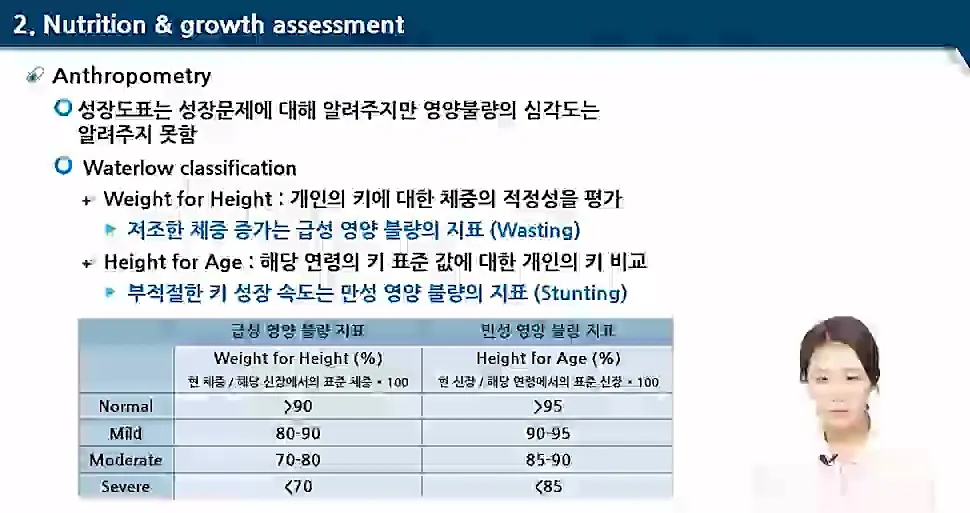 2. Nutrition & growth assessment
Anthropometry
성장도표는 성장문제에 대해 알려주지만 영양불량의 심각도는
알려주지 못함
Waterlow classification
+ Weight for Height : 개인의 키에 대한 체중의 적정성을 평가
▶ 저조한 체중 증가는 급성 영양 불량의 지표 (Wasting)
+ Height for Age : 해당 연령의 키 표준 값에 대한 개인의 키 비교
▶ 부적절한 키 성장 속도는 만성 영양 불량의 지표 (Stunting)
급성 영양 불량 지표 만성 영양 불량 지표
Weight for Height (%) Height for Age (%)
현 체중 / 해당 신장에서의 표준 체중 * 100 현 신장 / 해당 연령에서의 표준 신장 * 100
Normal >90 >95
Mild 80-90 90-95
Moderate 70-80 85-90
Severe <70 <85